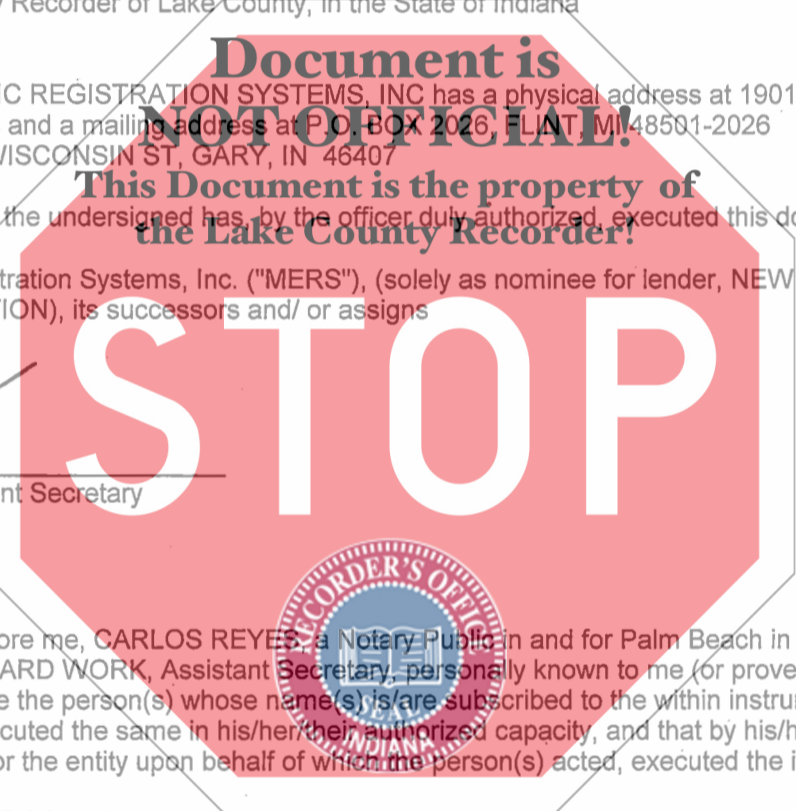 Recorder of Lake County, in the State of Indiana
Document is
IC REGISTRATION SYSTEMS, INC has a physical address at 1901
NOT OFFICIAL!
and a mailing address at P.O. BOX 2026, FLINT, MI 48501-2026
WISCONSIN ST, GARY, IN 46407
This Document is the property of
the undersigned has, by the officer duly authorized, executed this do
the Lake County Recorder!
tration Systems, Inc. ("MERS"), (solely as nominee for lender, NEW
ION), its successors and/ or assigns
STOP
nt Secretary
RECORDER'S OFFICE
ore me, CARLOS REYES, a Notary Public in and for Palm Beach in
ARD WORK, Assistant Secretary, personally known to me (or prove
e the person(s) whose name(s) is/are subscribed to the within instru
SEAL
cuted the same in his/her/their authorized capacity, and that by his/h
INDIANA
or the entity upon behalf of which the person(s) acted, executed the i